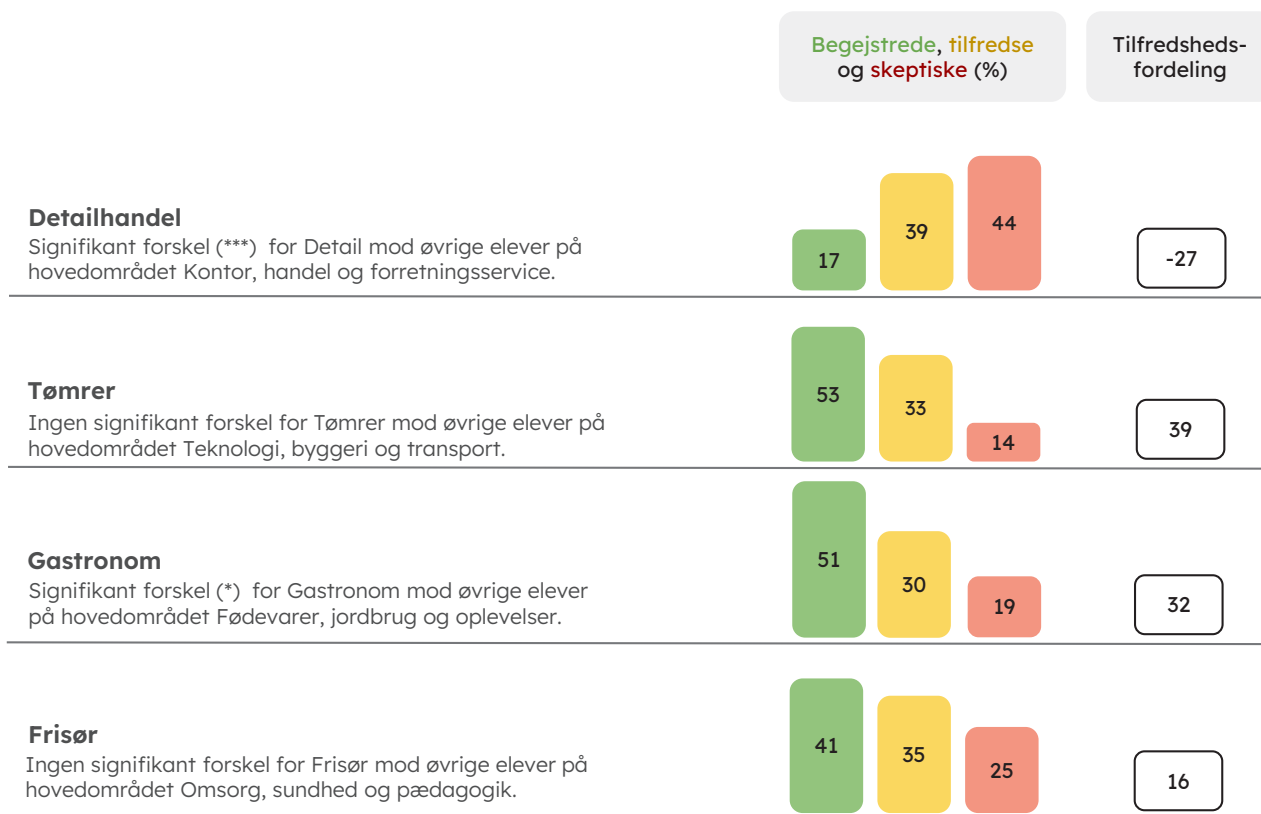 Begejstrede, tilfredse
og skeptiske (%)
Tilfredsheds-
fordeling
Detailhandel
Signifikant forskel (***)  for Detail mod øvrige elever på
hovedområdet Kontor, handel og forretningsservice.
17
39
44
-27
Tømrer
Ingen signifikant forskel for Tømrer mod øvrige elever på
hovedområdet Teknologi, byggeri og transport.
53
33
14
39
Gastronom
Signifikant forskel (*)  for Gastronom mod øvrige elever
på hovedområdet Fødevarer, jordbrug og oplevelser.
51
30
19
32
Frisør
Ingen signifikant forskel for Frisør mod øvrige elever på
hovedområdet Omsorg, sundhed og pædagogik.
41
35
25
16